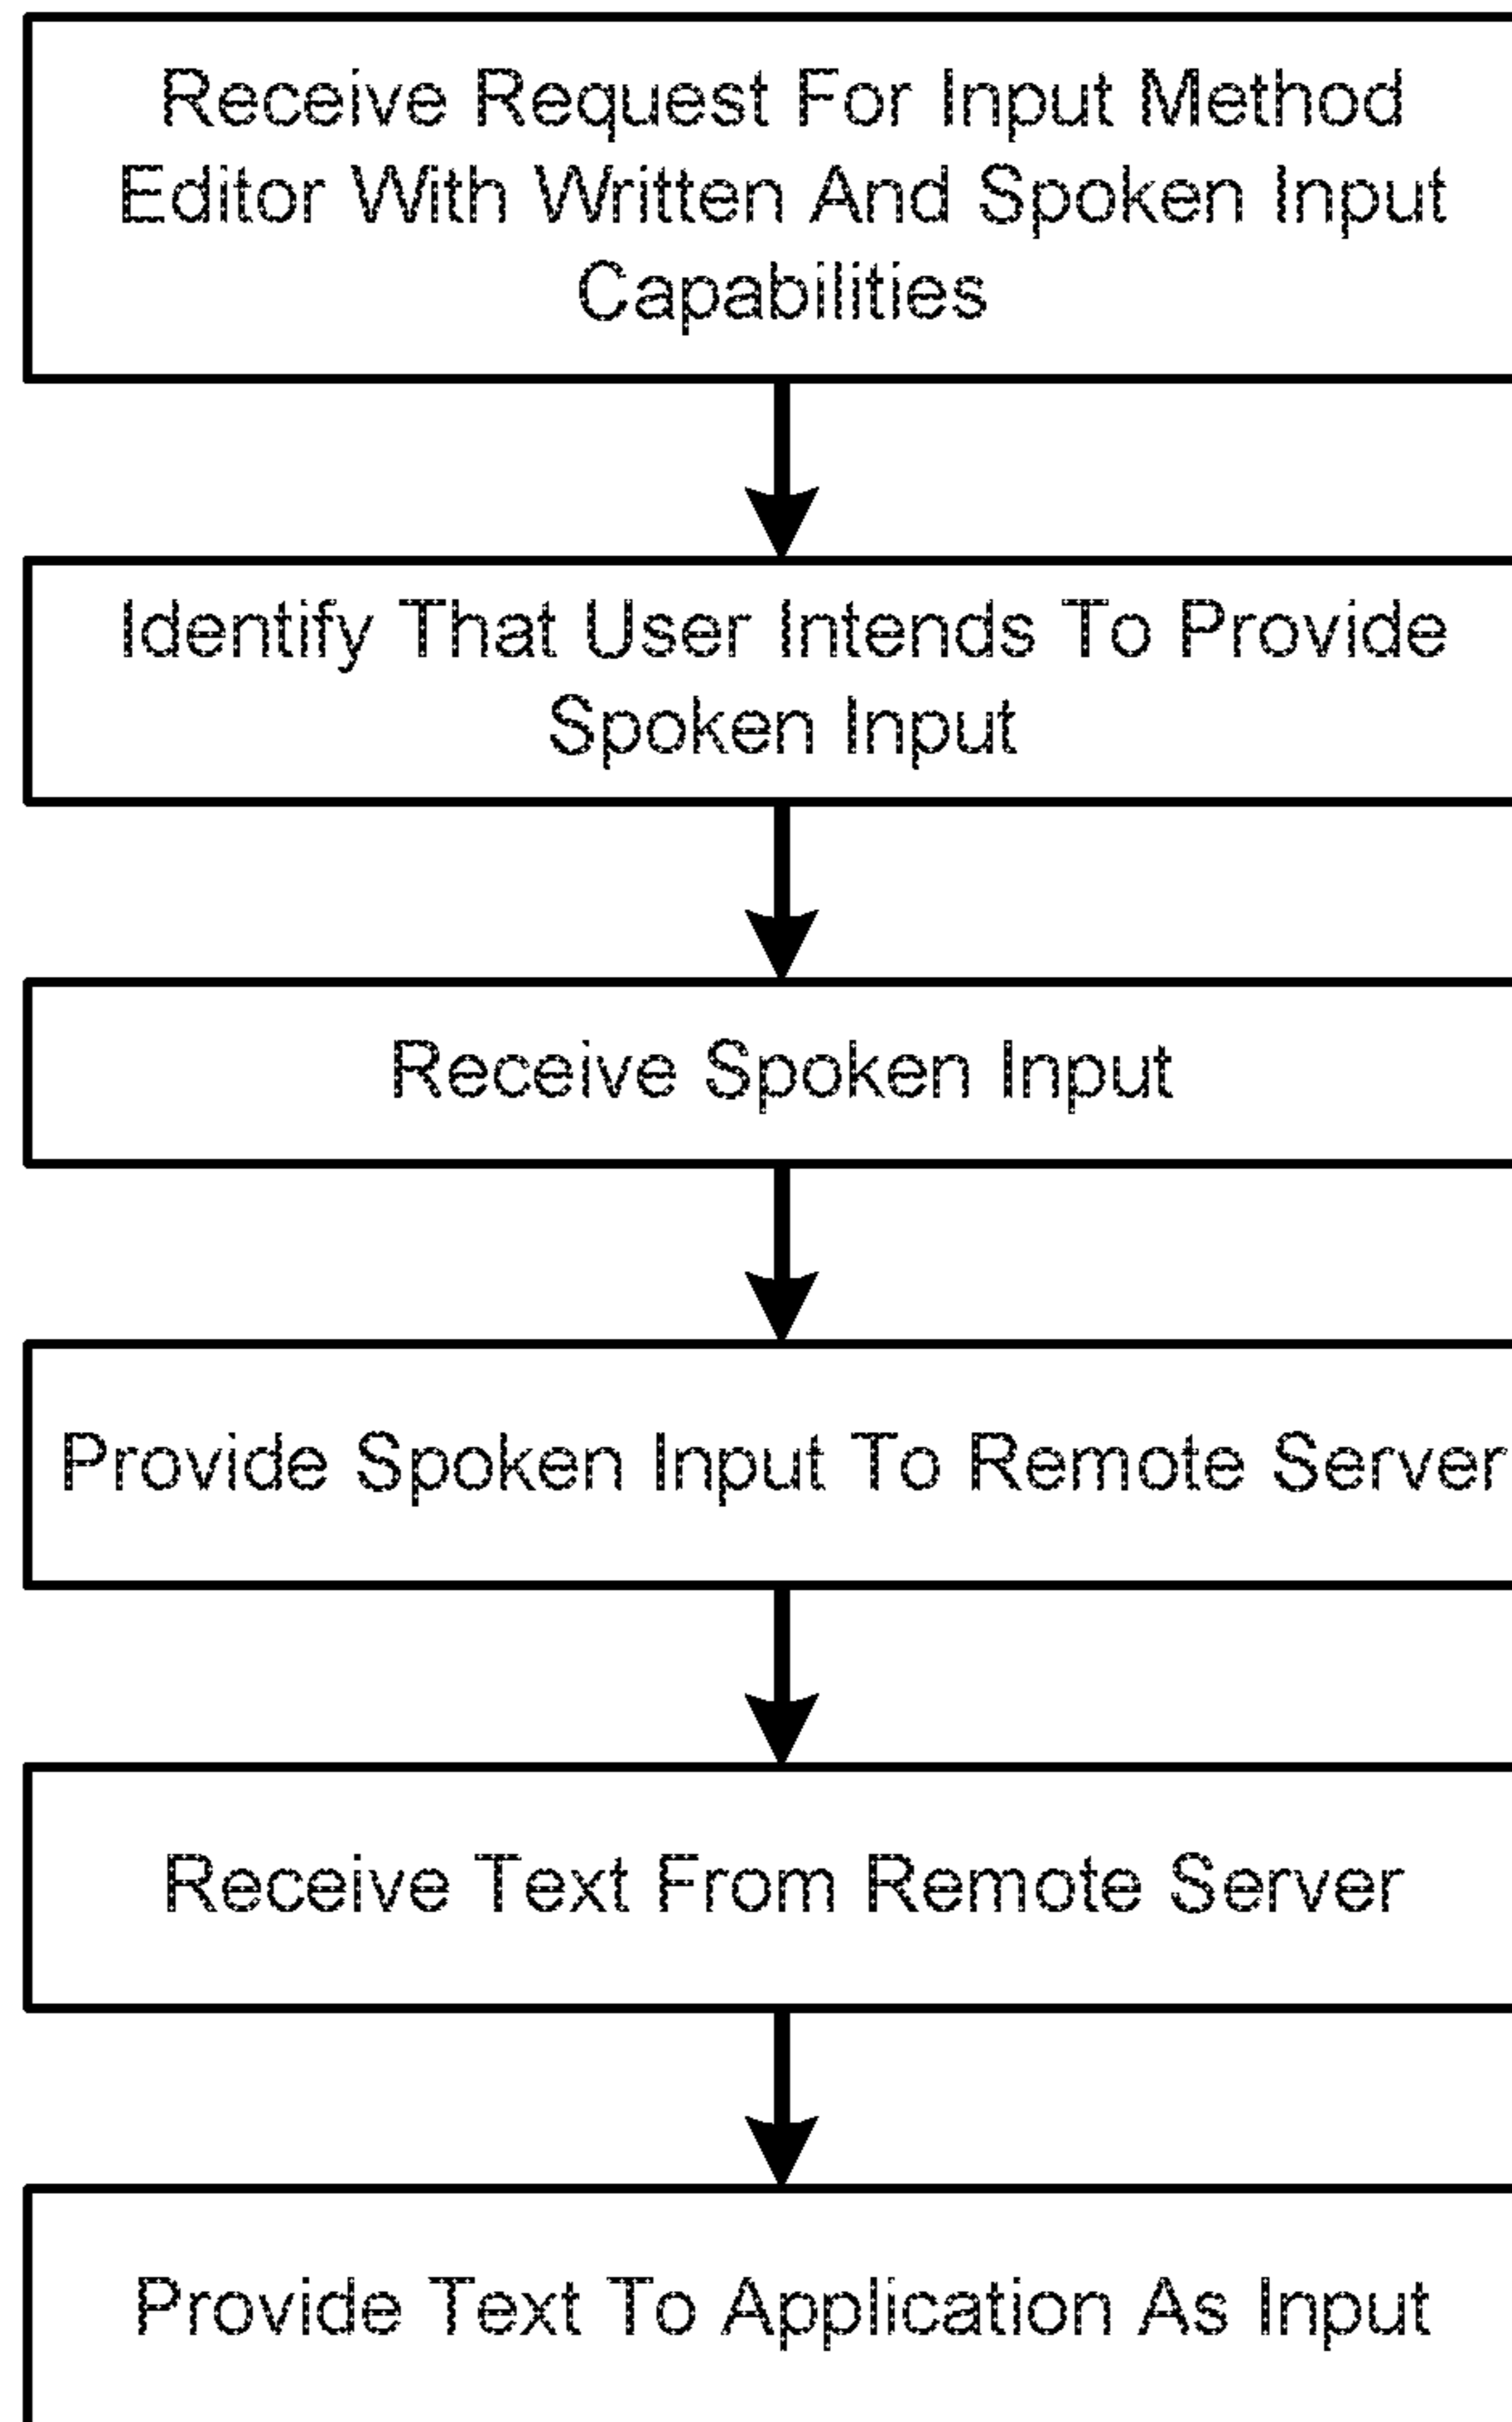 Receive Request For Input Method
Editor With Written And Spoken Input
Capabilities
Identify That User Intends To Provide
Spoken Input
Receive Spoken Input
Provide Spoken Input To Remote Server
Receive Text From Remote Server
Provide Text To Application As Input